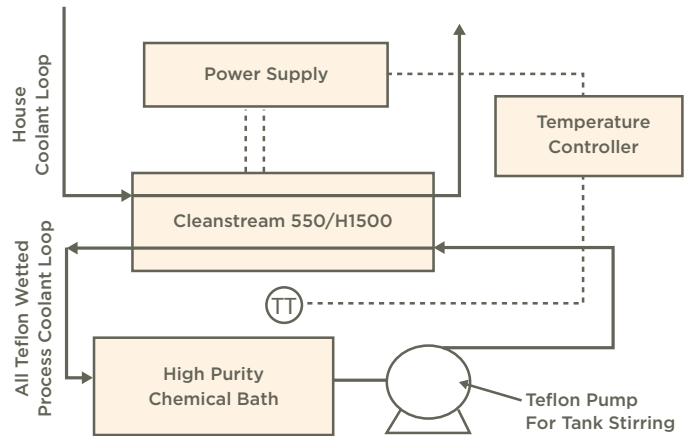 House
Coolant Loop
Power Supply
Temperature
Controller
Cleanstream 550/H1500
All Teflon Wetted
Process Coolant Loop
TT
High Purity
Chemical Bath
Teflon Pump
For Tank Stirring